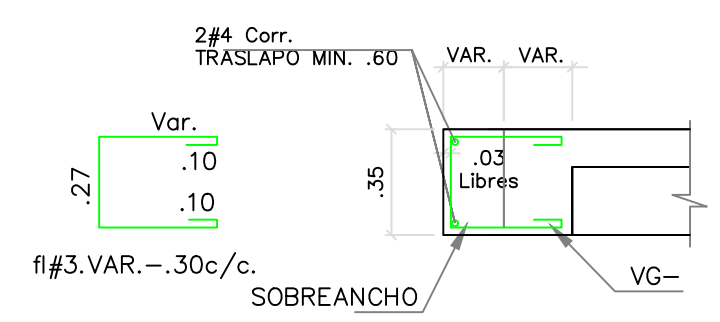 2#4 Corr.
TRASLAPO MIN. .60
VAR.
VAR.
Var.
.10
.27
.10
.35
.03
Libres
fl#3.VAR.-.30c/c.
VG-
SOBREANCHO